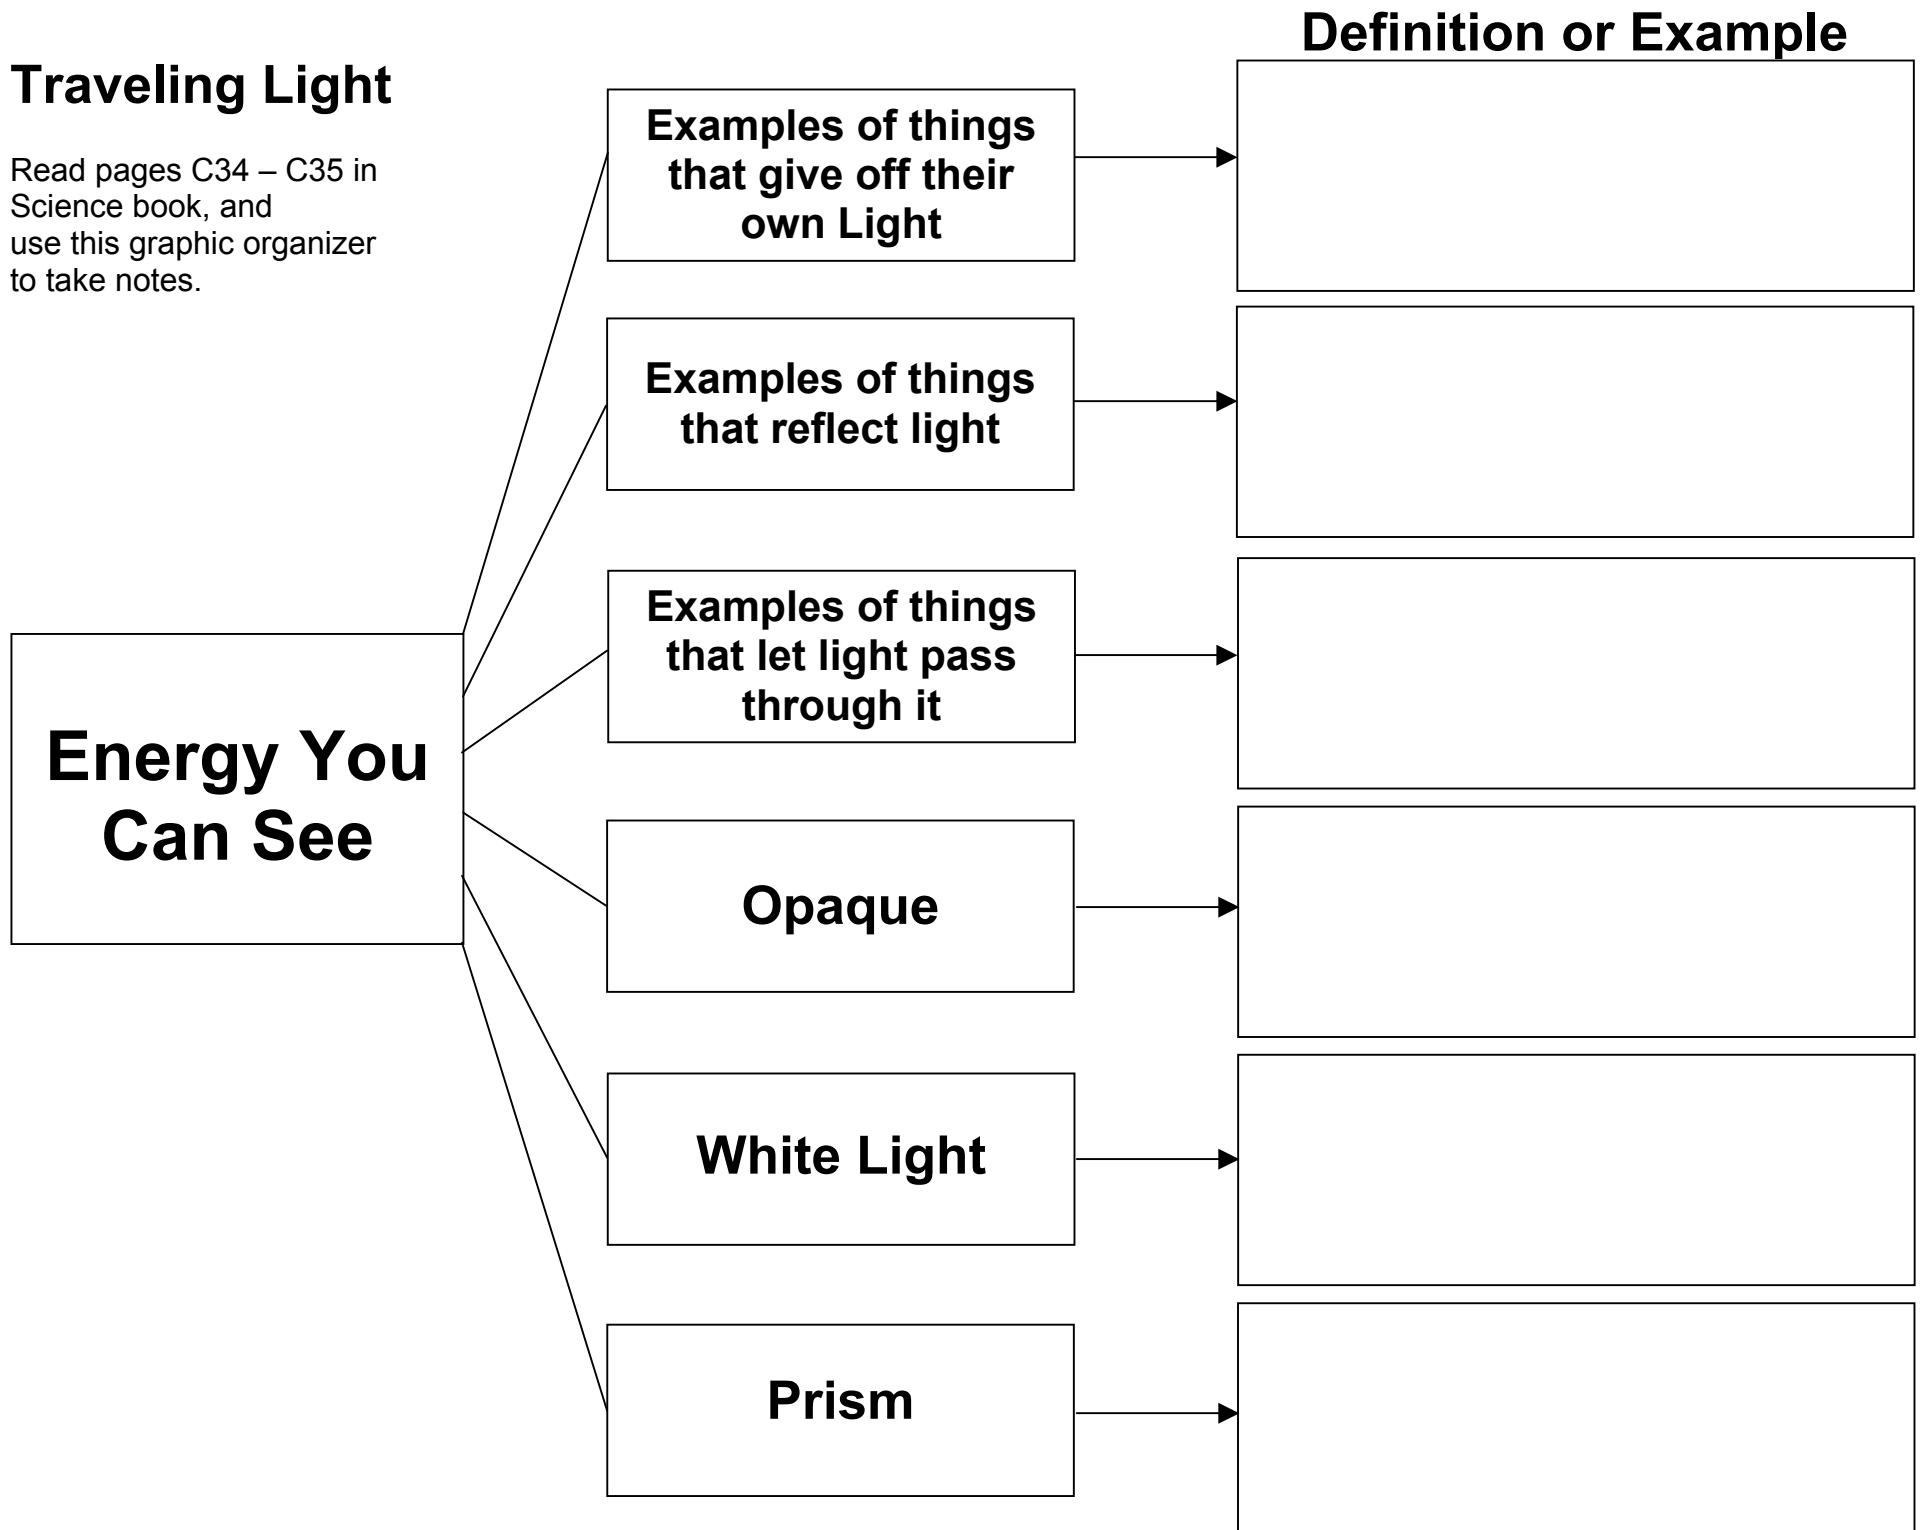 Definition or Example
Traveling Light
Read pages C34 – C35 in
Science book, and
use this graphic organizer
to take notes.
Examples of things
that give off their
own Light
Examples of things
that reflect light
Examples of things
that let light pass
through it
Energy You
Can See
Opaque
White Light
Prism